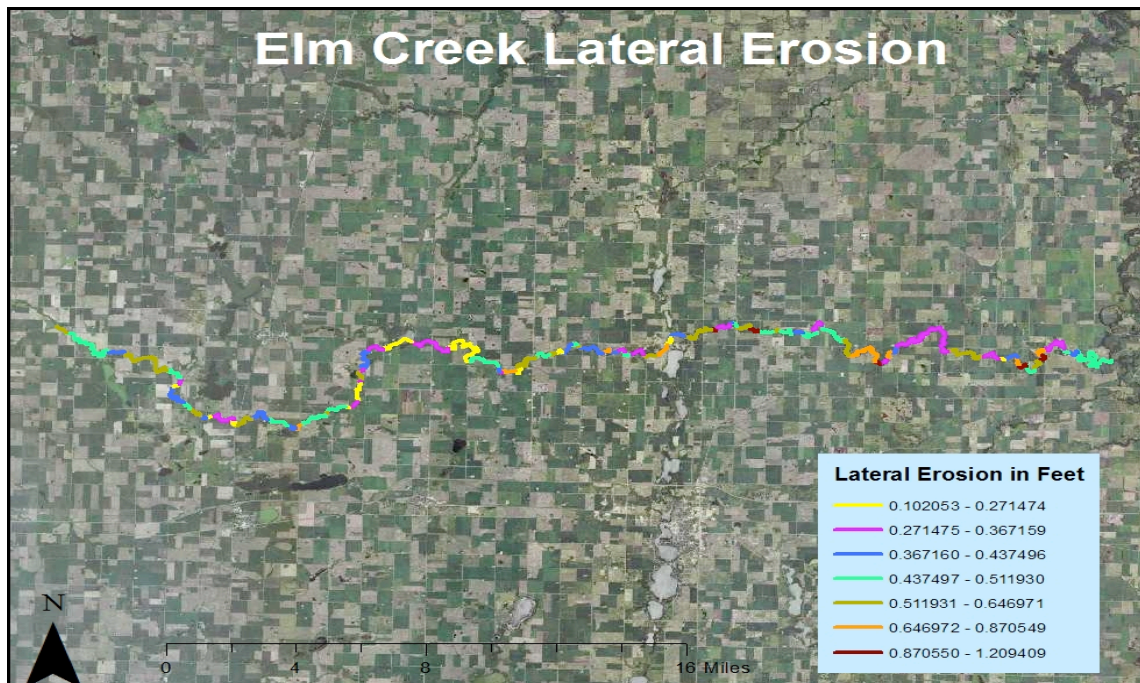 Elm Creek Lateral Erosion
Lateral Erosion in Feet
0.102053 - 0.271474
0.271475 - 0.367159
0.367160 - 0.437496
0.437497 - 0.511930
0.511931 - 0.646971
0.646972 - 0.870549
0.870550 - 1.209409
N
0 4 8 16 Miles